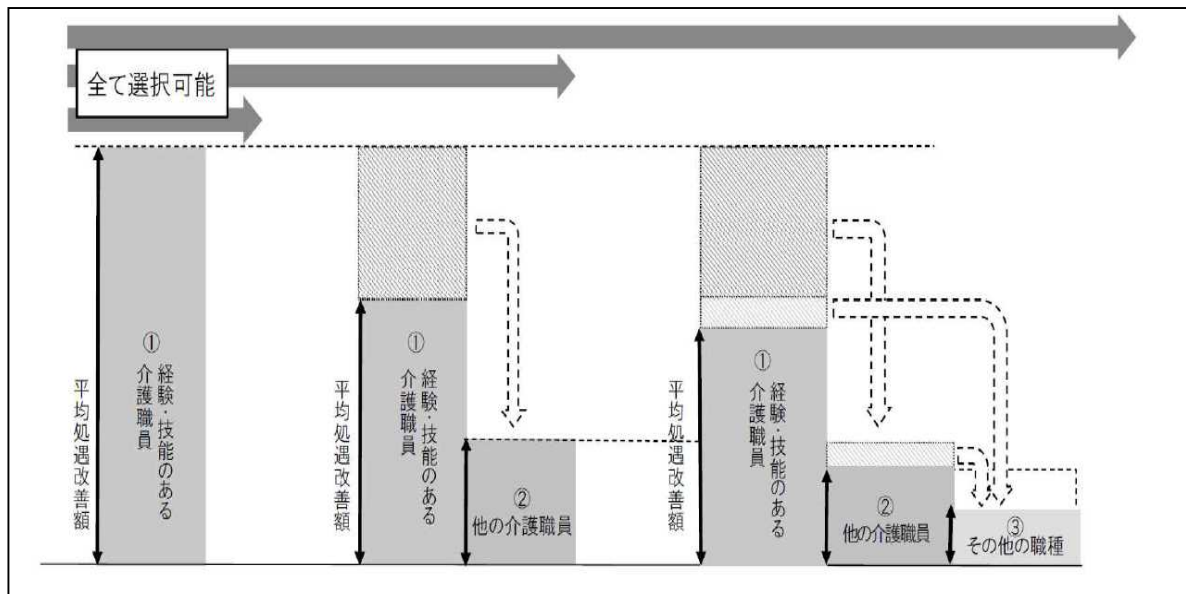 全て選択可能
平均処遇改善額
①
経験・技能のある
介護職員
平均処遇改善額
①
経験・技能のある
介護職員
②
他の介護職員
平均処遇改善額
①
経験・技能のある
介護職員
②
他の介護職員
③
その他の職種